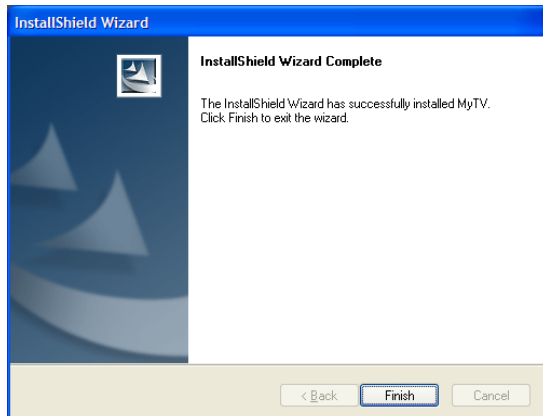 InstallShield Wizard
InstallShield Wizard Complete
The InstallShield Wizard has successfully installed MyTV.
Click Finish to exit the wizard.
< Back
Finish
Cancel